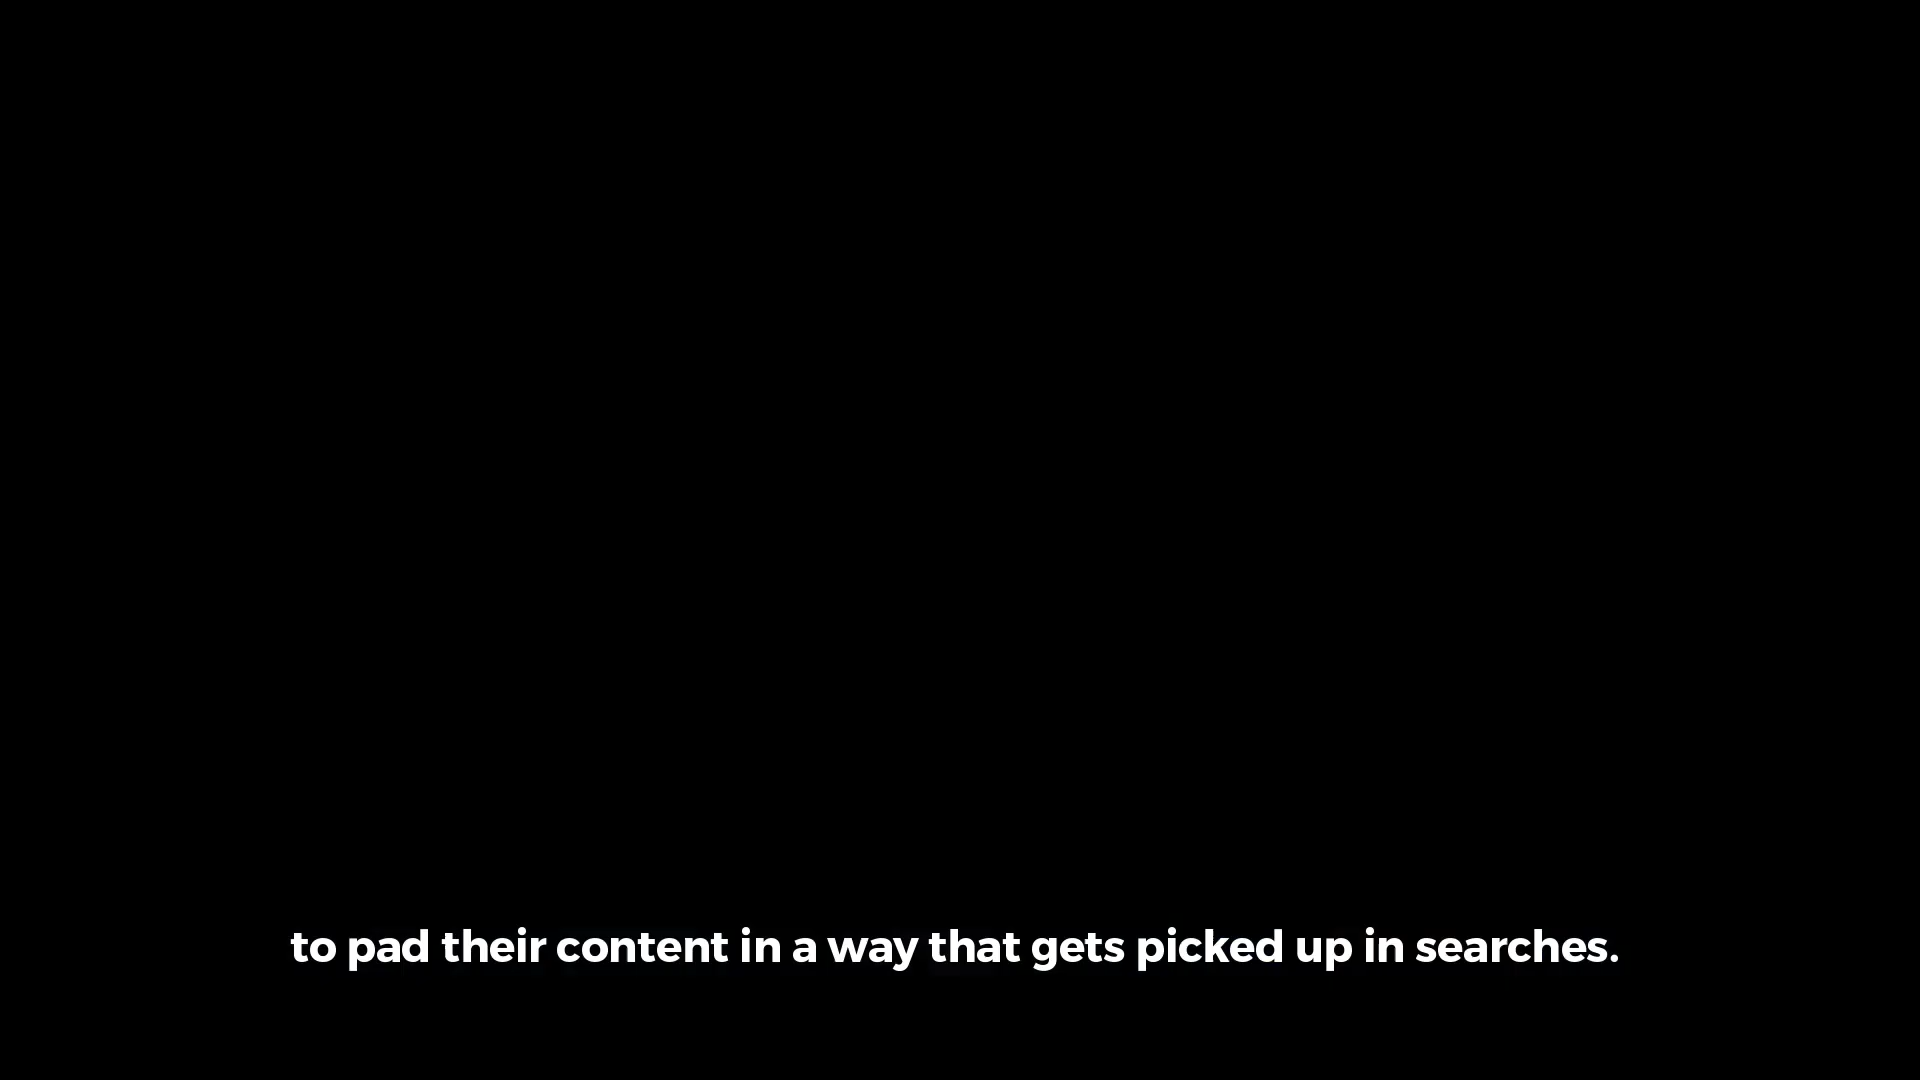 to pad their content in a way that gets picked up in searches.